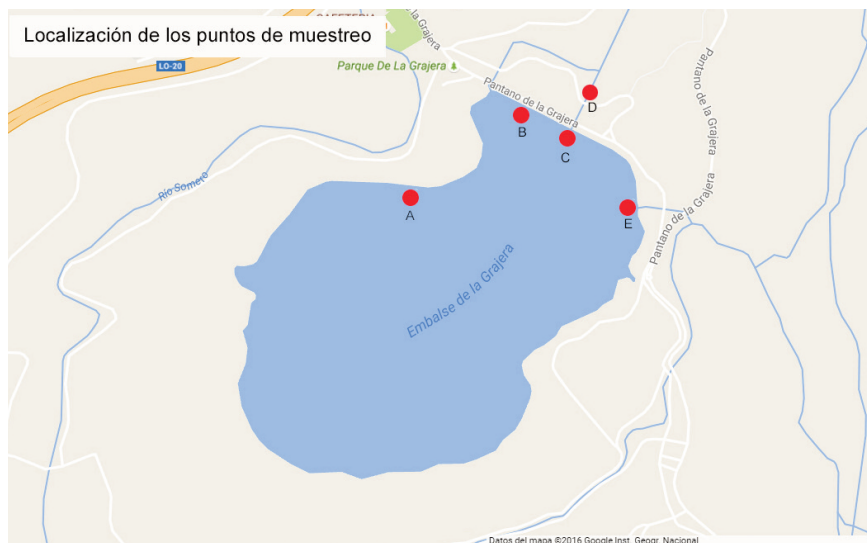 CAFETERIA
Localización de los puntos de muestreo
LO-20
Parque De La Grajera
Pantano de la Grajera
D
B
C
Pantano de la Grajera
Río Somero
A
E
Pantano de la Grajera
Embalse de la Grajera
Datos del mapa ©2016 Google Inst. Geogr. Nacional